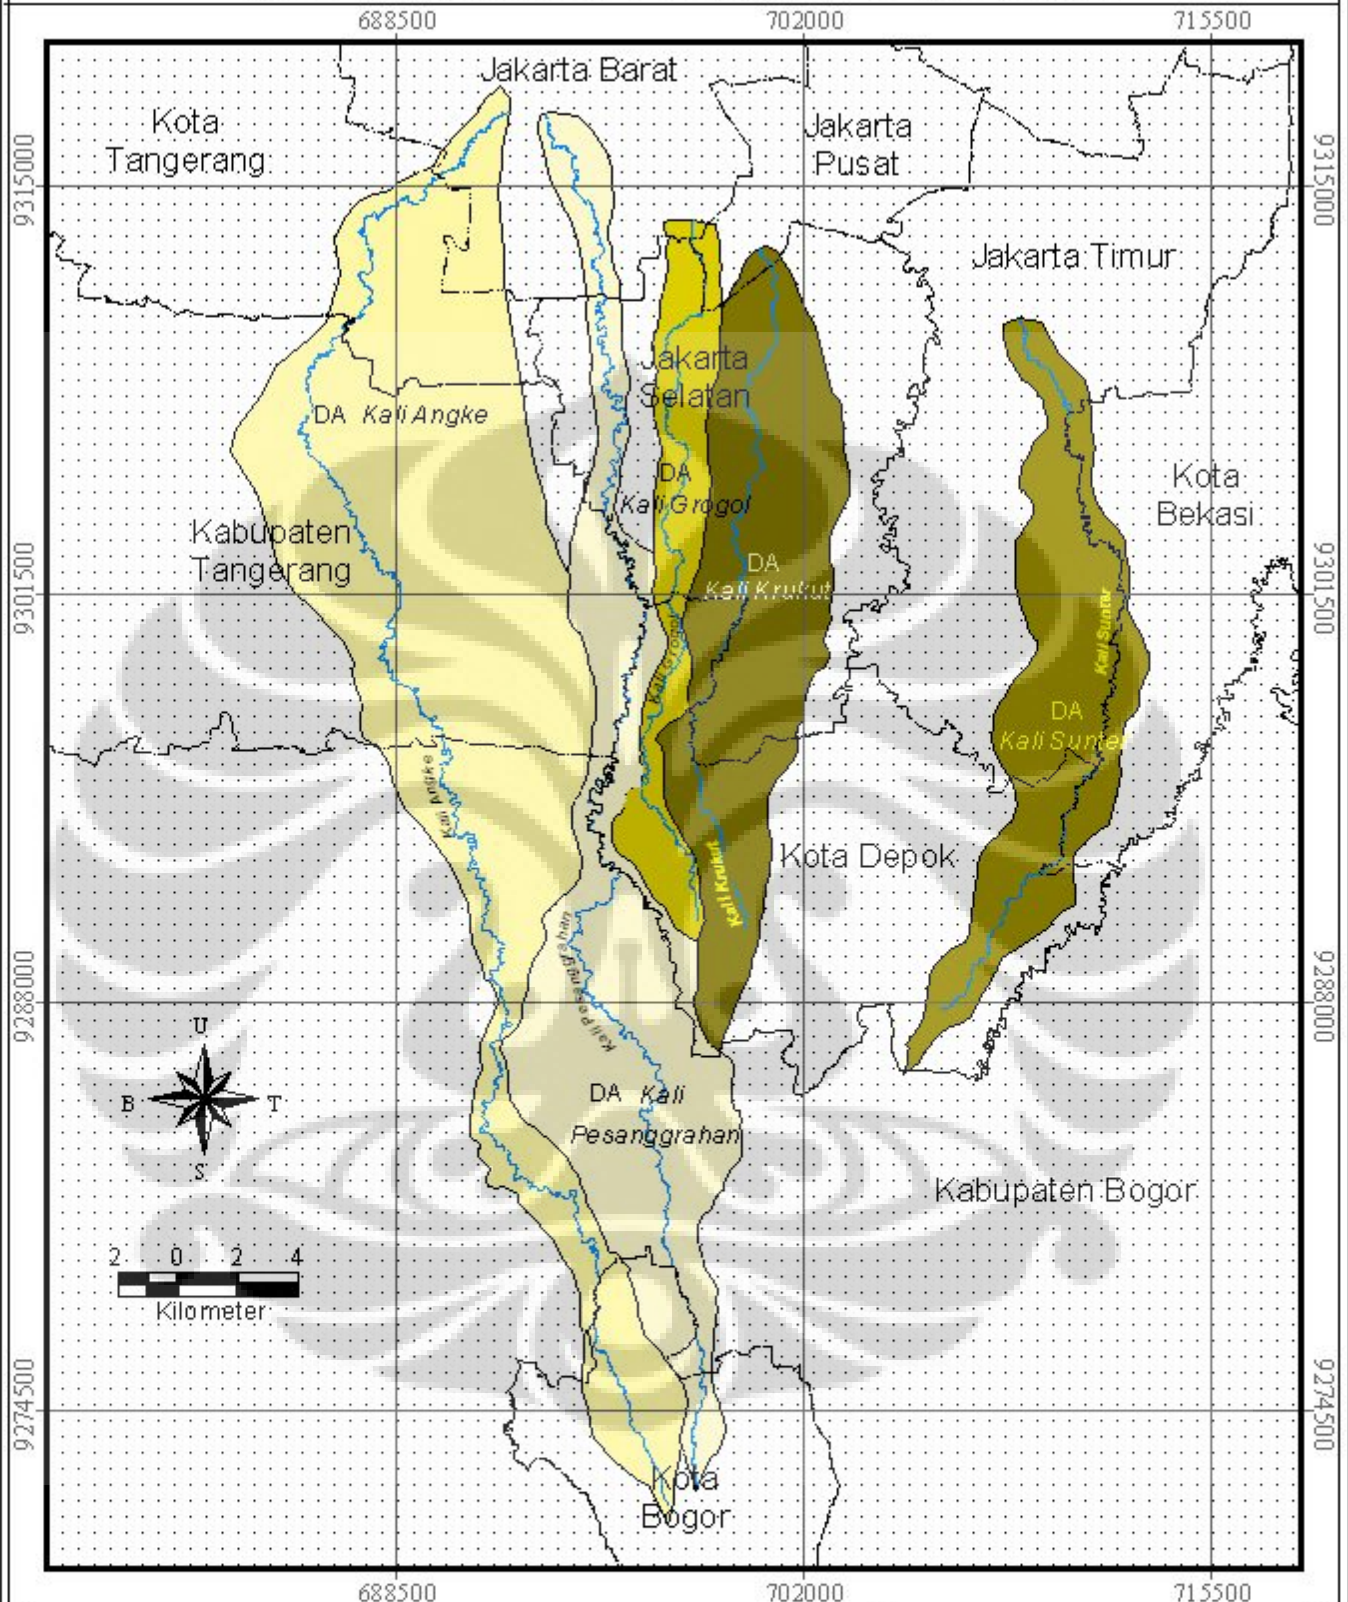 688500
702000
715500
Jakarta Barat
Kota
Tangerang
Jakarta
Pusat
9315000
9315000
Jakarta Timur
Jakarta
Selatan
DA Kali Angke
DA
Kali Grogol
Kota
Bekasi
Kabupaten
Tangerang
DA
Kali Krukut
9301500
9301500
Kali Suntur
Kali Grogol
DA
Kali Sunter
Kali Angke
Kota Depok
Kali Krukut
Kali Pesanggrahan
9288000
9288000
U
B
T
S
DA Kali
Pesanggrahan
Kabupaten Bogor
2 0 2 4
Kilometer
9274500
9274500
Kota
Bogor
688500
702000
715500